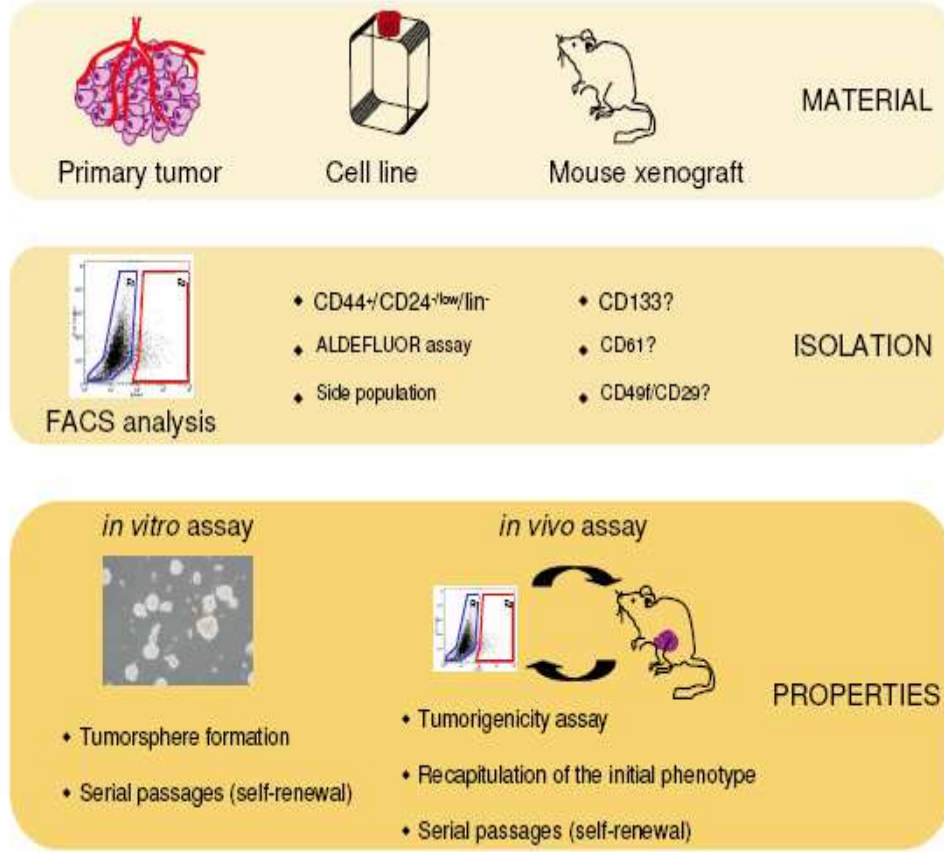 MATERIAL
Primary tumor
Cell line
Mouse xenograft
ISOLATION
FACS analysis
• CD44+/CD24-/low/lin-
• ALDEFLUOR assay
• Side population
• CD133?
• CD61?
• CD49f/CD29?
PROPERTIES
in vitro assay
• Tumorsphere formation
• Serial passages (self-renewal)
in vivo assay
• Tumorigenicity assay
• Recapitulation of the initial phenotype
• Serial passages (self-renewal)